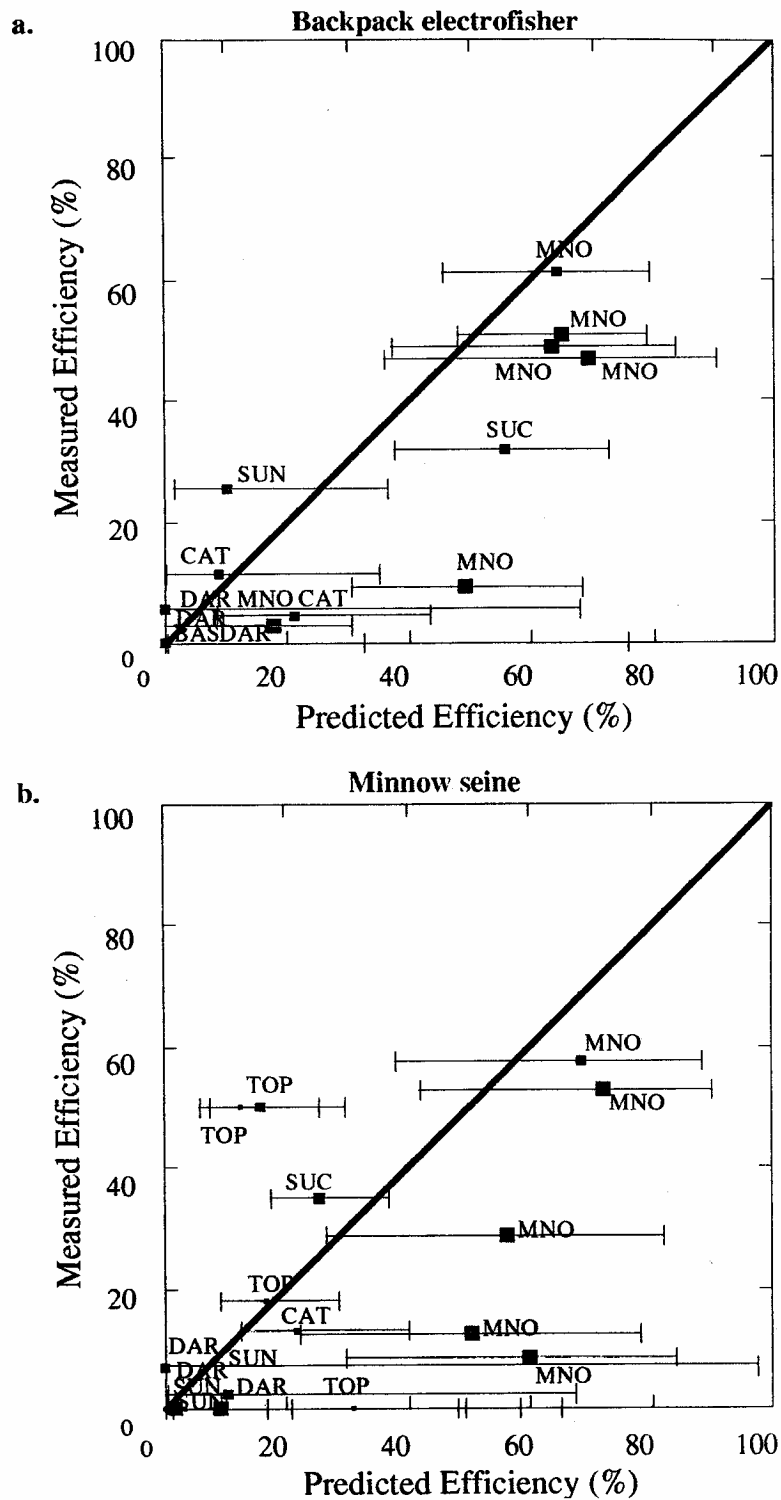 a.
Backpack electrofisher
100
80
60
40
20
0
Measured Efficiency (%)
MNO
MNO
MNO MNO
SUC
SUN
CAT
MNO
DAR MNO CAT
DAR
BASDAR
0 20 40 60 80 100
Predicted Efficiency (%)
b.
Minnow seine
100
80
60
40
20
0
Measured Efficiency (%)
MNO
MNO
TOP
TOP
SUC
MNO
TOP
CAT
MNO
DAR
SUN
DAR
MNO
SUN
DAR
TOP
SUN
0 20 40 60 80 100
Predicted Efficiency (%)